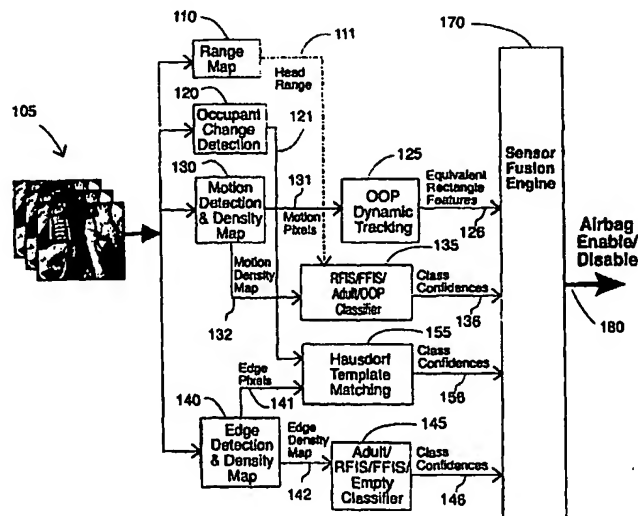 110
111
170
Range
Map
Head
Range
105
120
121
Occupant
Change
Detection
130
125
Sensor
Fusion
Engine
Motion
Detection
& Density
Map
131
Motion
Pixels
OOP
Dynamic
Tracking
Equivalent
Rectangle
Features
126
135
Airbag
Enable/
Disable
Motion
Density
Map
132
RFIS/FFIS/
Adult/OOP
Classifier
Class
Confidences
136
180
155
Edge
Pixels
141
Hausdorf
Template
Matching
Class
Confidences
156
140
145
Edge
Detection
& Density
Map
Edge
Density
Map
142
Adult/
RFIS/FFIS/
Empty
Classifier
Class
Confidences
146